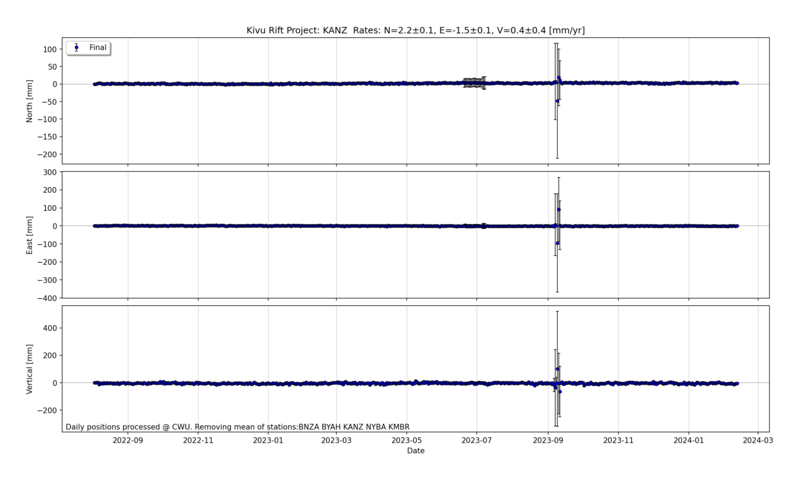 Kivu Rift Project: KANZ  Rates: N=2.2±0.1, E=-1.5±0.1, V=0.4±0.4 [mm/yr]
Final
North [mm]
100
50
0
−50
−100
−150
−200
East [mm]
300
200
100
0
−100
−200
−300
−400
Vertical [mm]
400
200
0
−200
Daily positions processed @ CWU. Removing mean of stations:BNZA BYAH KANZ NYBA KMBR
2022-09 2022-11 2023-01 2023-03 2023-05 2023-07 2023-09 2023-11 2024-01 2024-03
Date